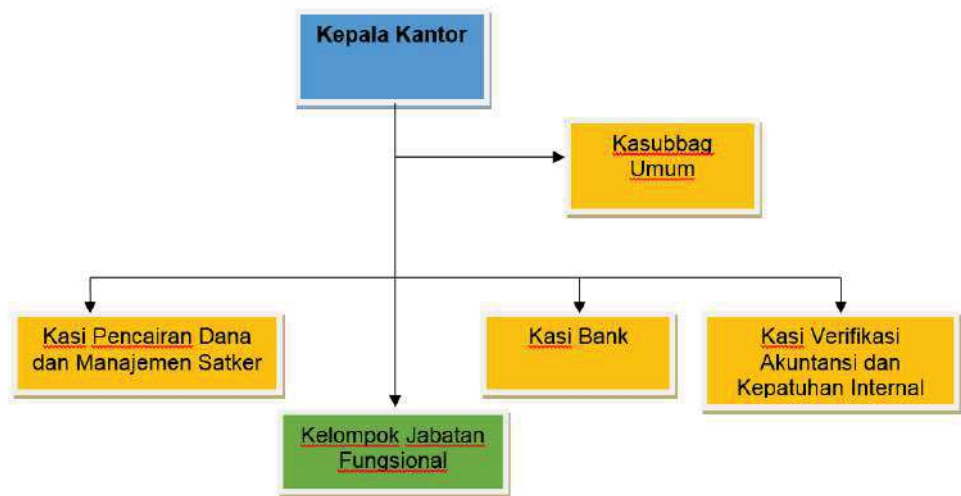 Kepala Kantor
Kasubbag
Umum
Kasi Pencairan Dana
dan Manajemen Satker
Kasi Bank
Kasi Verifikasi
Akuntansi dan
Kepatuhan Internal
Kelompok Jabatan
Fungsional